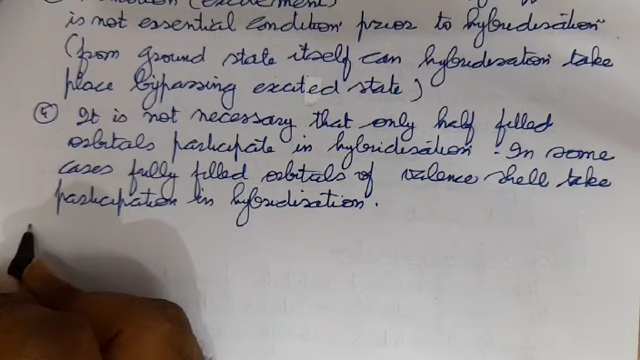 is not essential condition prior to hybridisation
(from ground state itself can hybridisation take
place bypassing excited state)
④ It is not necessary that only half filled
orbitals participate in hybridisation. In some
cases fully filled orbitals of valence shell take
participation in hybridisation.